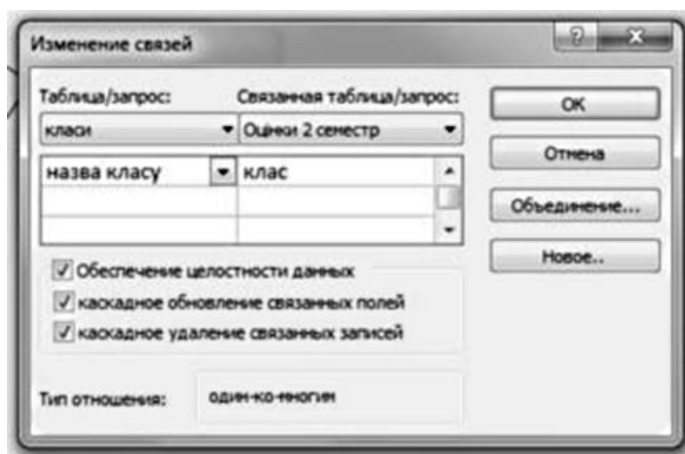 Изменение связей
Таблица/запрос: Связанная таблица/запрос:
класи Оцінки 2 семестр
назва класу клас
Обеспечение целостности данных
каскадное обновление связанных полей
каскадное удаление связанных записей
Тип отношения: один-ко-многим
ОК
Отмена
Объединение...
Новое..